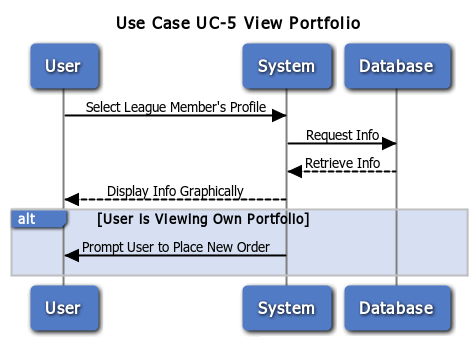 Use Case UC-5 View Portfolio
User System Database
Select League Member's Profile
Request Info
Retrieve Info
Display Info Graphically
alt [User is Viewing Own Portfolio]
Prompt User to Place New Order
User System Database